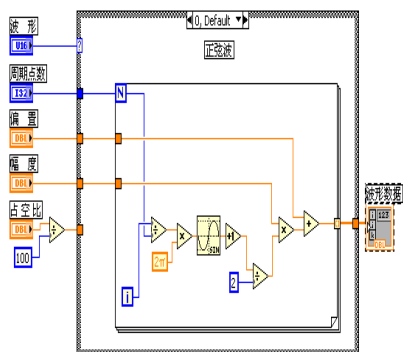 波 形
U16
?
0, Default
正弦波
周期点数
I32
N
偏 置
DBL
幅 度
DBL
占空比
DBL
÷
100
i
÷
×
2π
SIN
+1
÷
2
×
+
波形数据
123
DBL